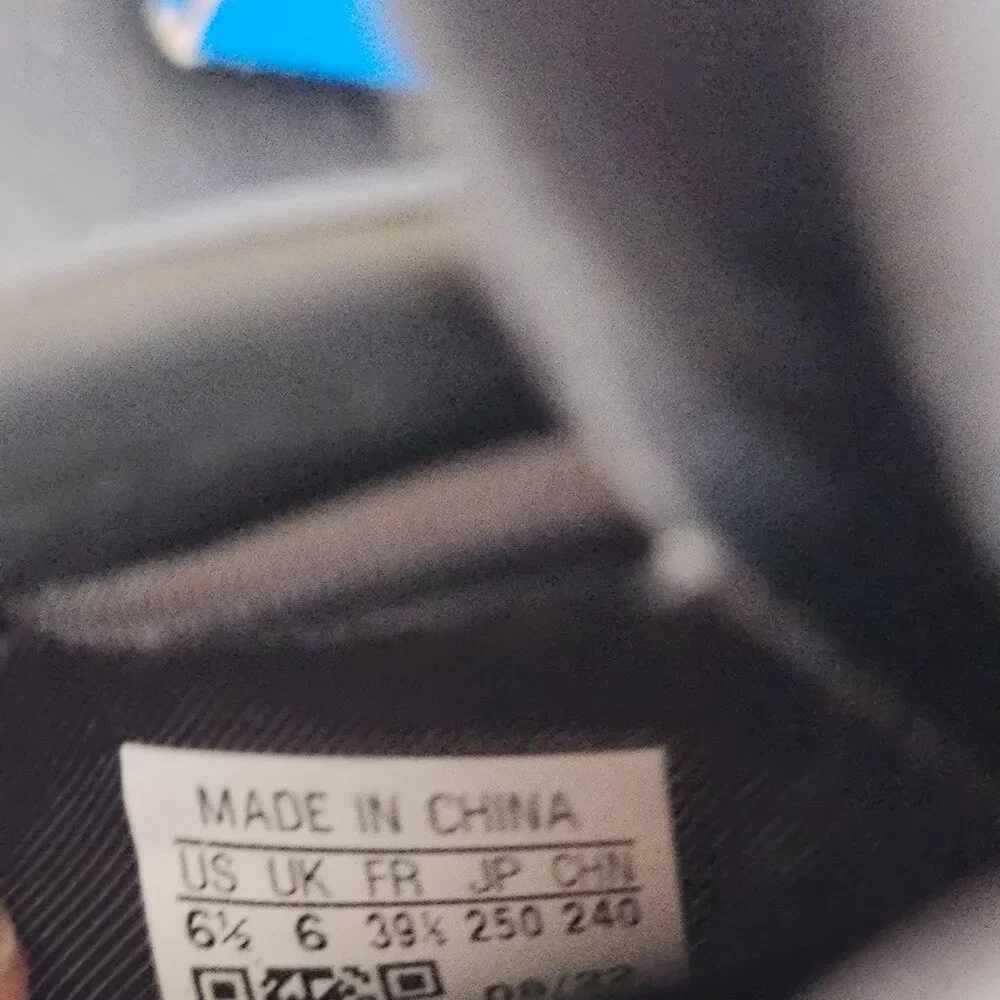 MADE IN CHINA
US UK FR JP CHN
6½ 6 39⅓ 250 240